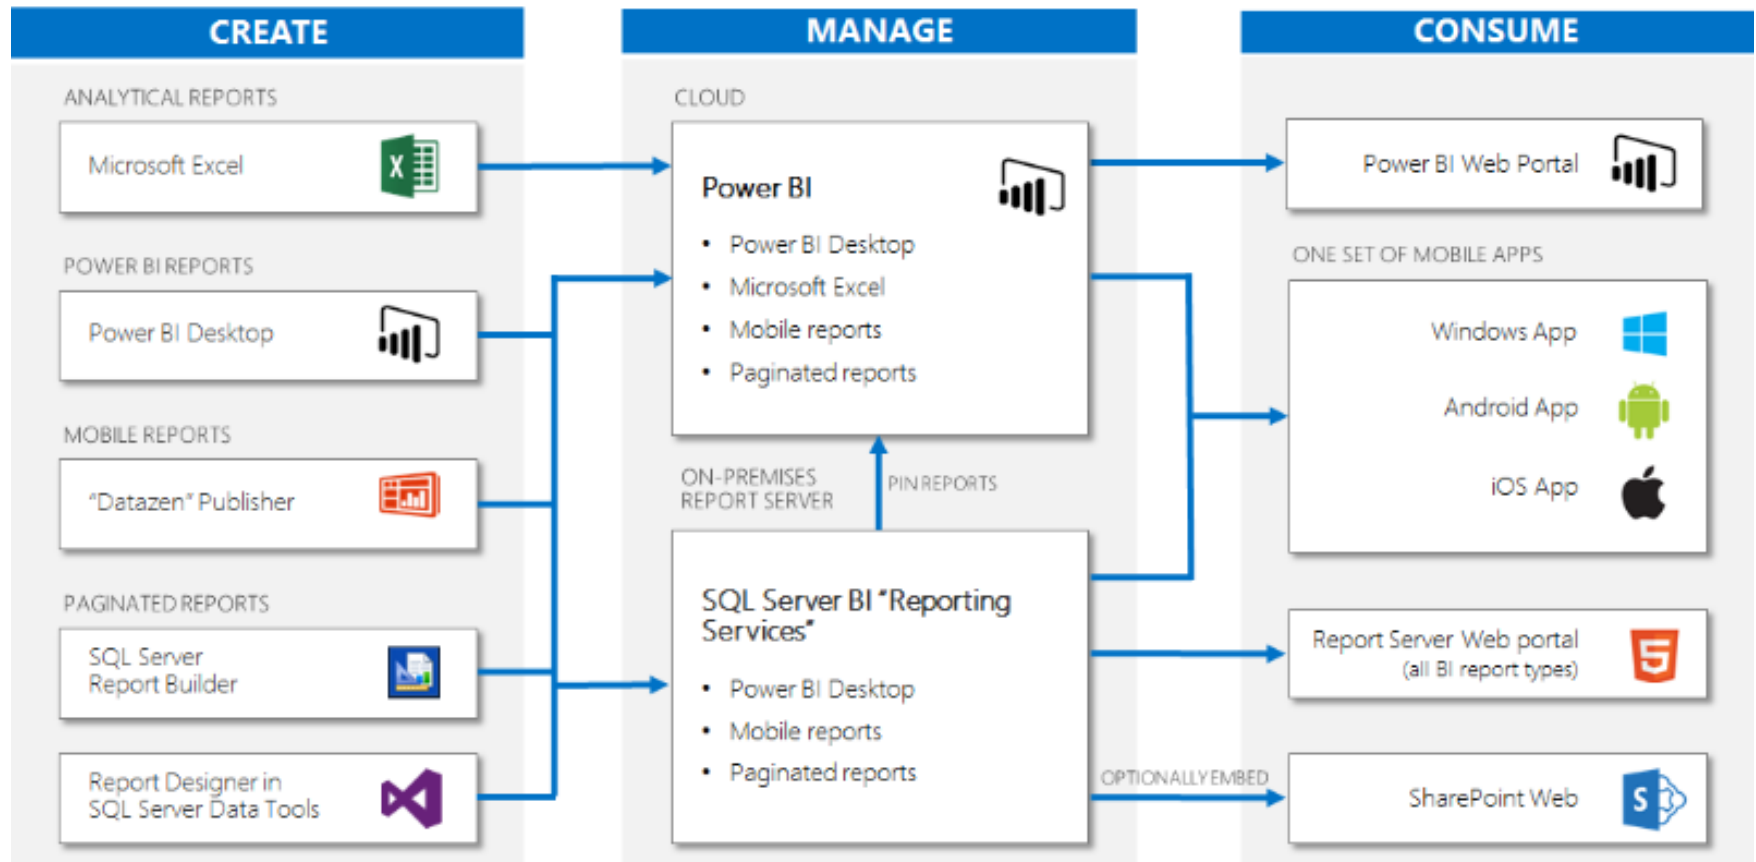 CREATE
ANALYTICAL REPORTS
Microsoft Excel
X
POWER BI REPORTS
Power BI Desktop
MOBILE REPORTS
“Datazen” Publisher
PAGINATED REPORTS
SQL Server
Report Builder
Report Designer in
SQL Server Data Tools
MANAGE
CLOUD
Power BI
• Power BI Desktop
• Microsoft Excel
• Mobile reports
• Paginated reports
ON-PREMISES
REPORT SERVER
PIN REPORTS
SQL Server BI “Reporting
Services”
• Power BI Desktop
• Mobile reports
• Paginated reports
OPTIONALLY EMBED
CONSUME
Power BI Web Portal
ONE SET OF MOBILE APPS
Windows App
Android App
iOS App
Report Server Web portal
(all BI report types)
5
SharePoint Web
S